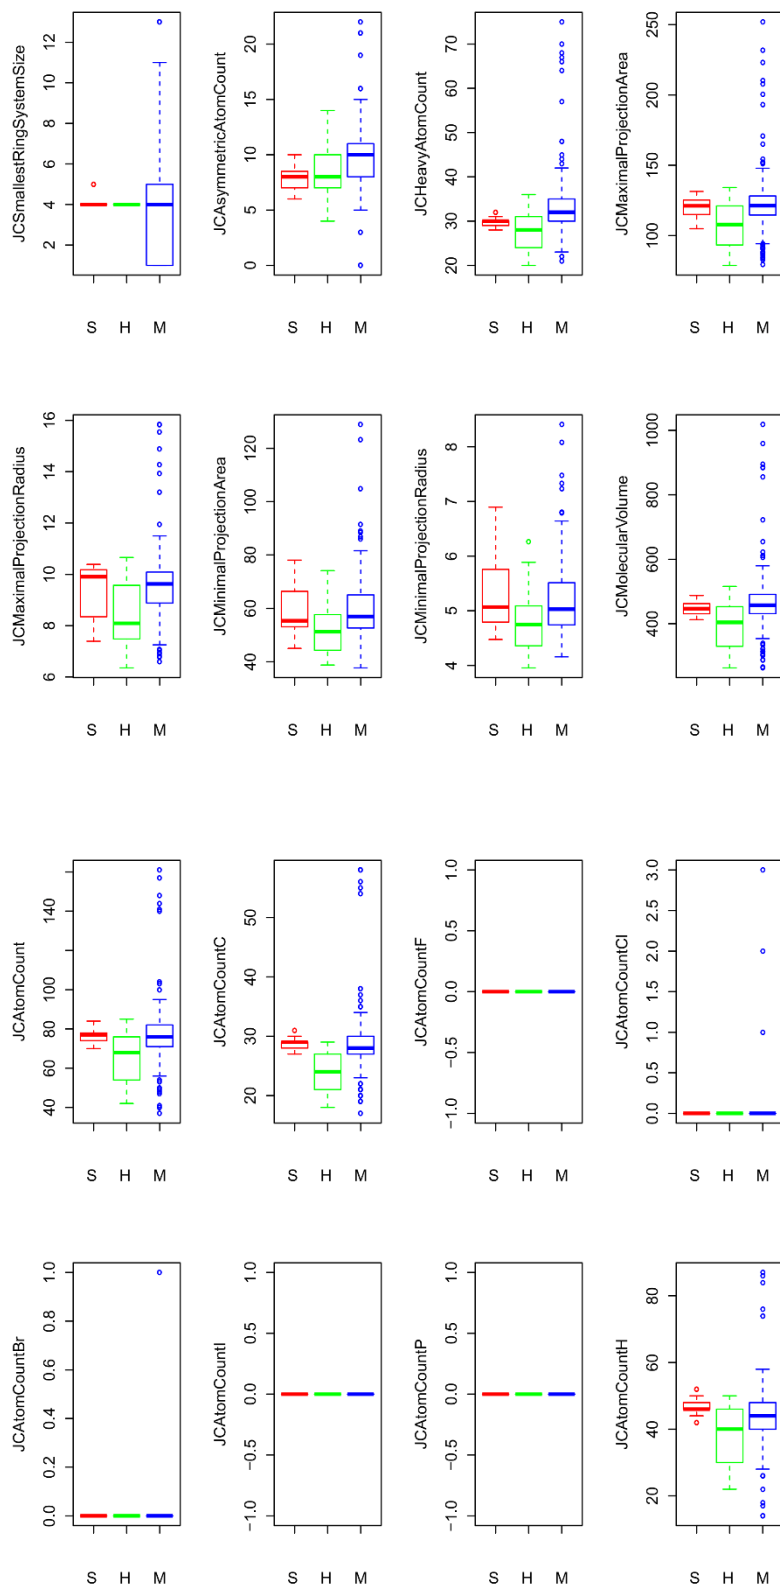 JCSmallestRingSystemSize
2 4 6 8 10 12
S H M
JCAsymmetricAtomCount
0 5 10 15 20
S H M
JCHeavyAtomCount
20 30 40 50 60 70
S H M
JCMaximalProjectionArea
100 150 200 250
S H M
JCMaximalProjectionRadius
6 8 10 12 14 16
S H M
JCMinimalProjectionArea
40 60 80 100 120
S H M
JCMinimalProjectionRadius
4 5 6 7 8
S H M
JCMolecularVolume
400 600 800 1000
S H M
JCAtomCount
40 60 80 100 140
S H M
JCAtomCountC
20 30 40 50
S H M
JCAtomCountF
−1.0 −0.5 0.0 0.5 1.0
S H M
JCAtomCountCl
0.0 0.5 1.0 1.5 2.0 2.5 3.0
S H M
JCAtomCountBr
0.0 0.2 0.4 0.6 0.8 1.0
S H M
JCAtomCountI
−1.0 −0.5 0.0 0.5 1.0
S H M
JCAtomCountP
−1.0 −0.5 0.0 0.5 1.0
S H M
JCAtomCountH
20 40 60 80
S H M